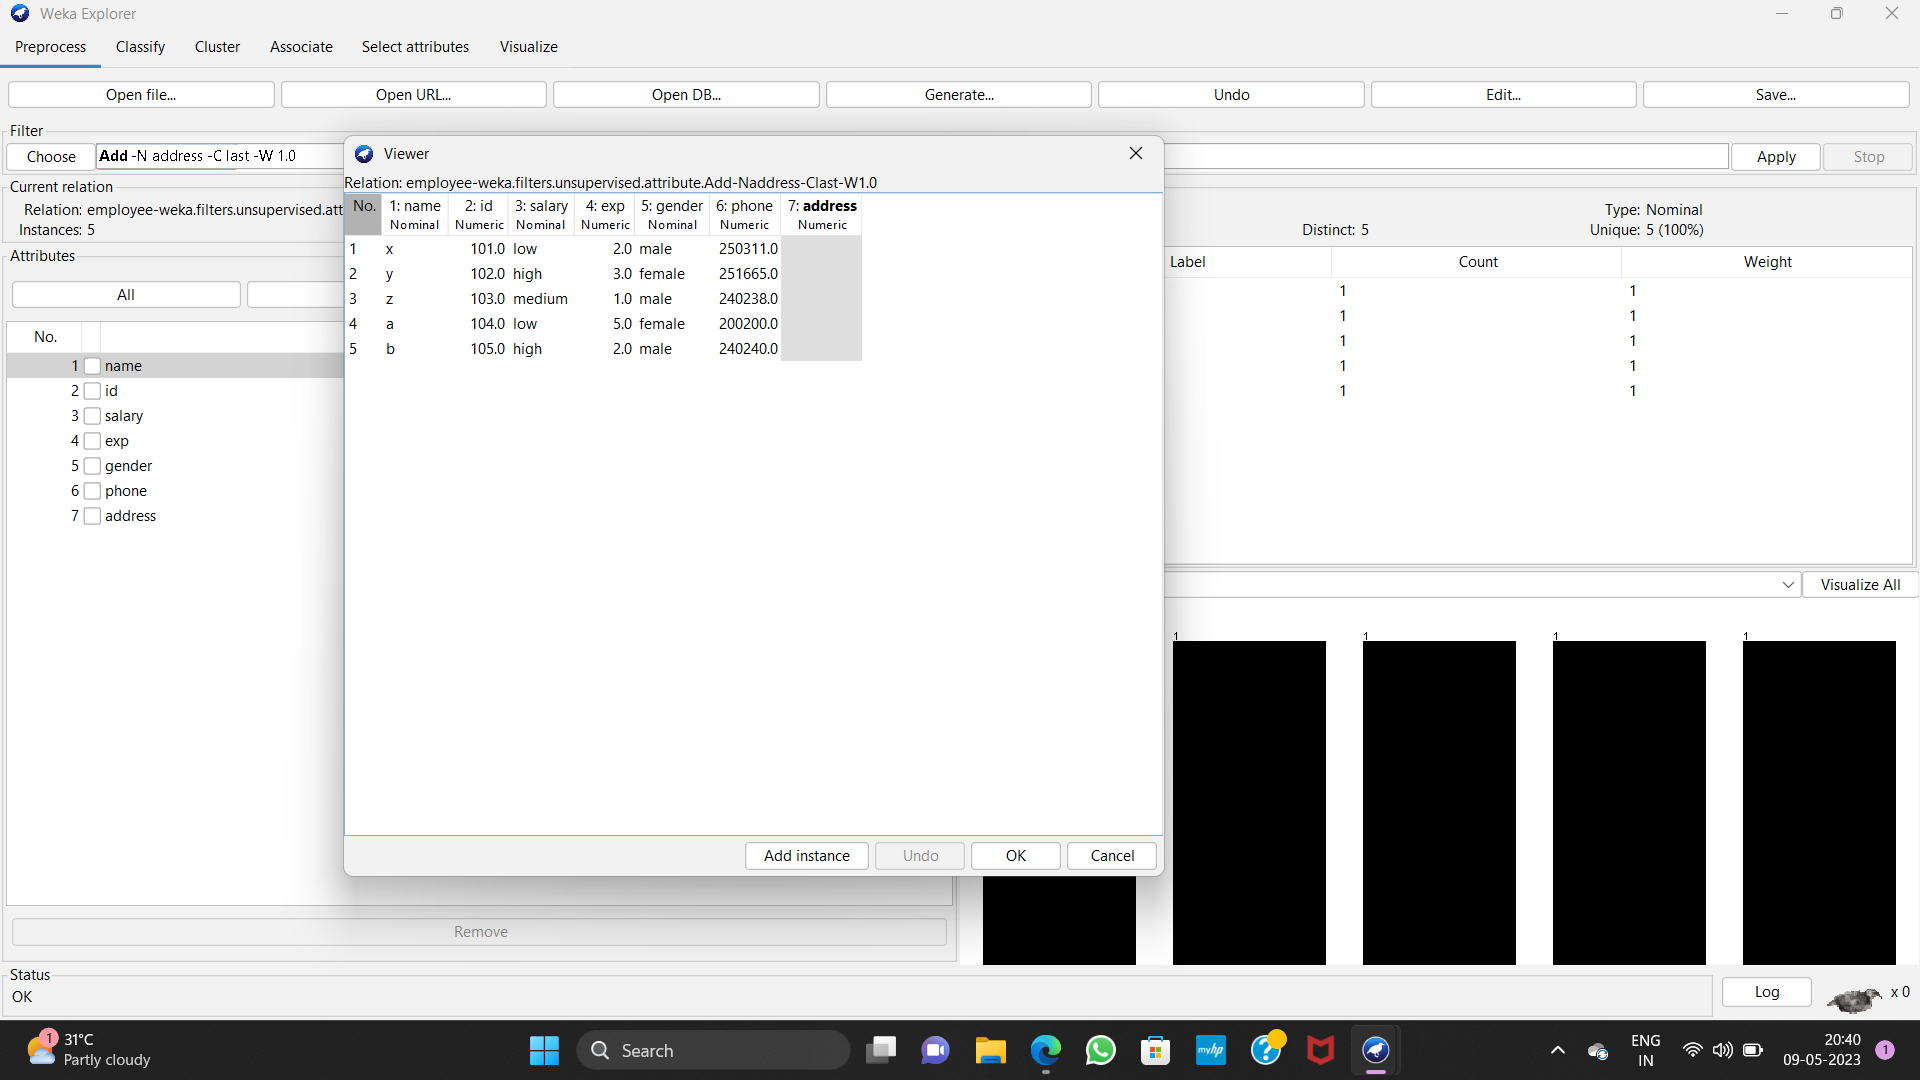 Weka Explorer
Preprocess Classify Cluster Associate Select attributes Visualize
Open file... Open URL... Open DB... Generate... Undo Edit... Save...
Filter
Choose Add -N address -C last -W 1.0 Apply Stop
Current relation
Relation: employee-weka.filters.unsupervised.att
Instances: 5
Attributes
All
No.
1 name
2 id
3 salary
4 exp
5 gender
6 phone
7 address
Remove
Viewer
Relation: employee-weka.filters.unsupervised.attribute.Add-Naddress-Clast-W1.0
No. 1: name 2: id 3: salary 4: exp 5: gender 6: phone 7: address
Nominal Numeric Nominal Numeric Nominal Numeric Numeric
1 x 101.0 low 2.0 male 250311.0
2 y 102.0 high 3.0 female 251665.0
3 z 103.0 medium 1.0 male 240238.0
4 a 104.0 low 5.0 female 200200.0
5 b 105.0 high 2.0 male 240240.0
Add instance Undo OK Cancel
Type: Nominal
Distinct: 5 Unique: 5 (100%)
Label Count Weight
1 1
1 1
1 1
1 1
1 1
Visualize All
1 1 1 1
Status
OK
Log x 0
1 31°C
Partly cloudy
Search
myhp
?
ENG
IN
20:40
09-05-2023
1